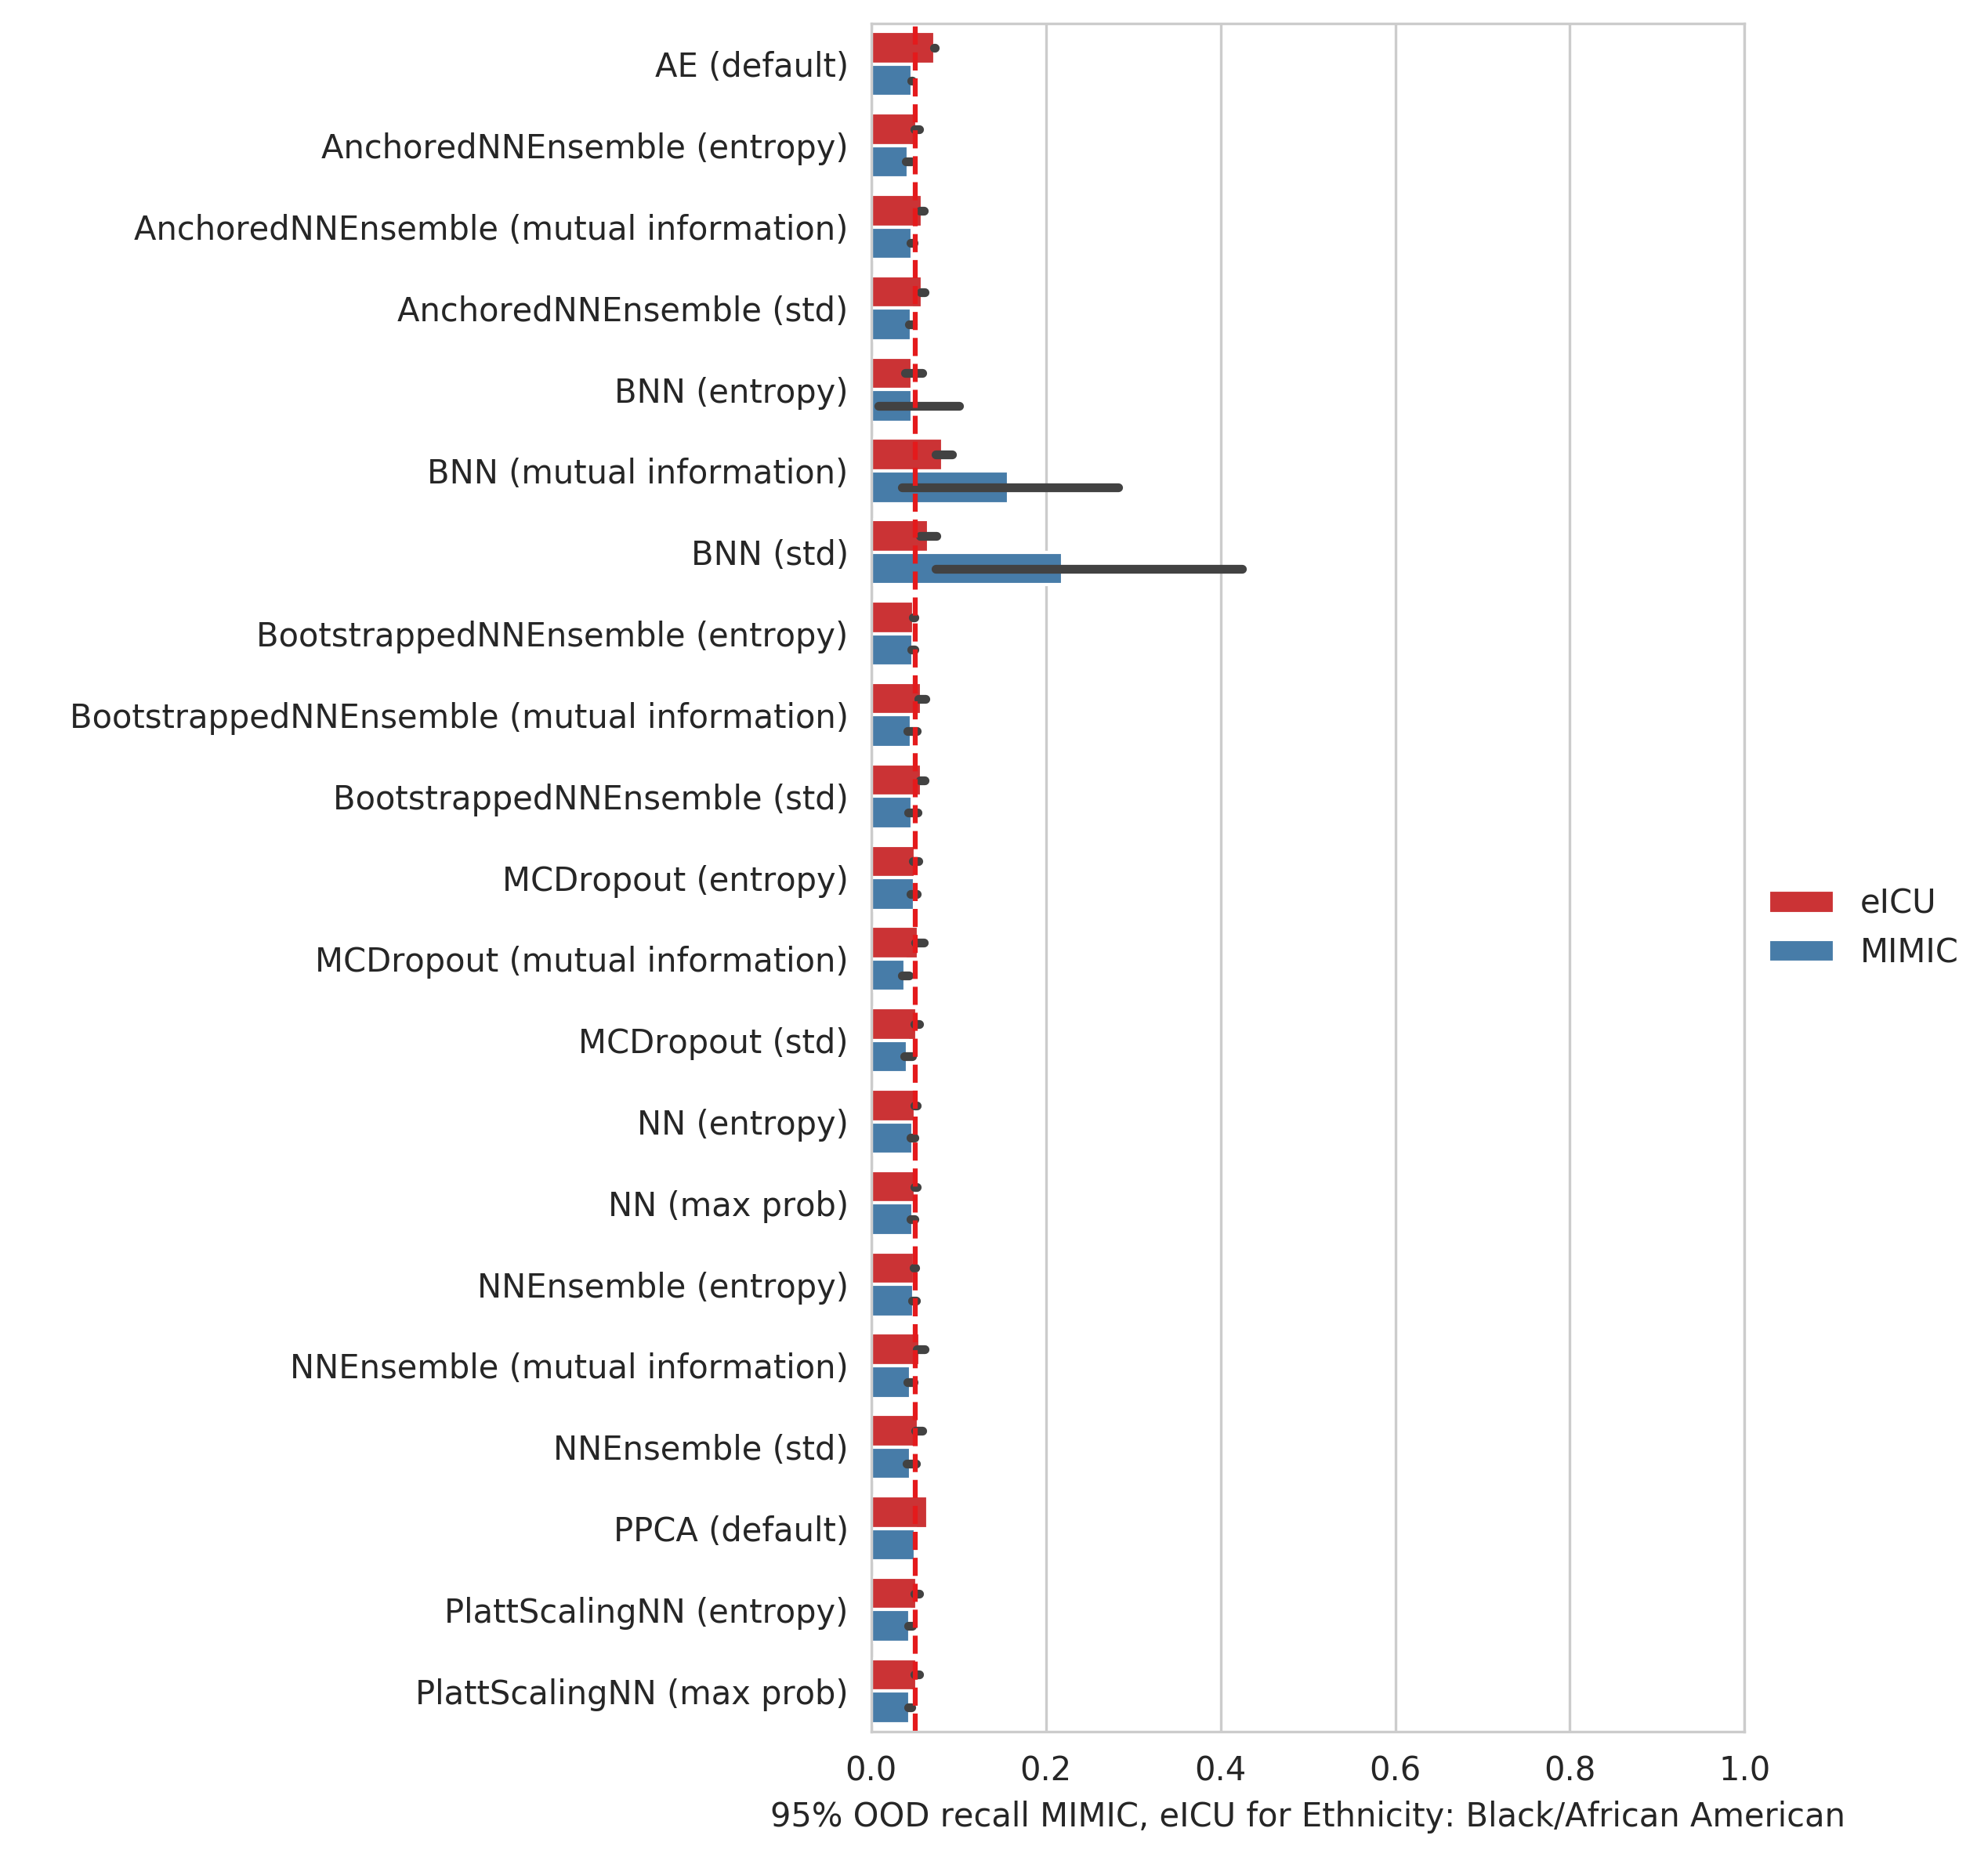 AE (default)
AnchoredNNEnsemble (entropy)
AnchoredNNEnsemble (mutual information)
AnchoredNNEnsemble (std)
BNN (entropy)
BNN (mutual information)
BNN (std)
BootstrappedNNEnsemble (entropy)
BootstrappedNNEnsemble (mutual information)
BootstrappedNNEnsemble (std)
MCDropout (entropy)
MCDropout (mutual information)
MCDropout (std)
NN (entropy)
NN (max prob)
NNEnsemble (entropy)
NNEnsemble (mutual information)
NNEnsemble (std)
PPCA (default)
PlattScalingNN (entropy)
PlattScalingNN (max prob)
eICU
MIMIC
0.0 0.2 0.4 0.6 0.8 1.0
95% OOD recall MIMIC, eICU for Ethnicity: Black/African American